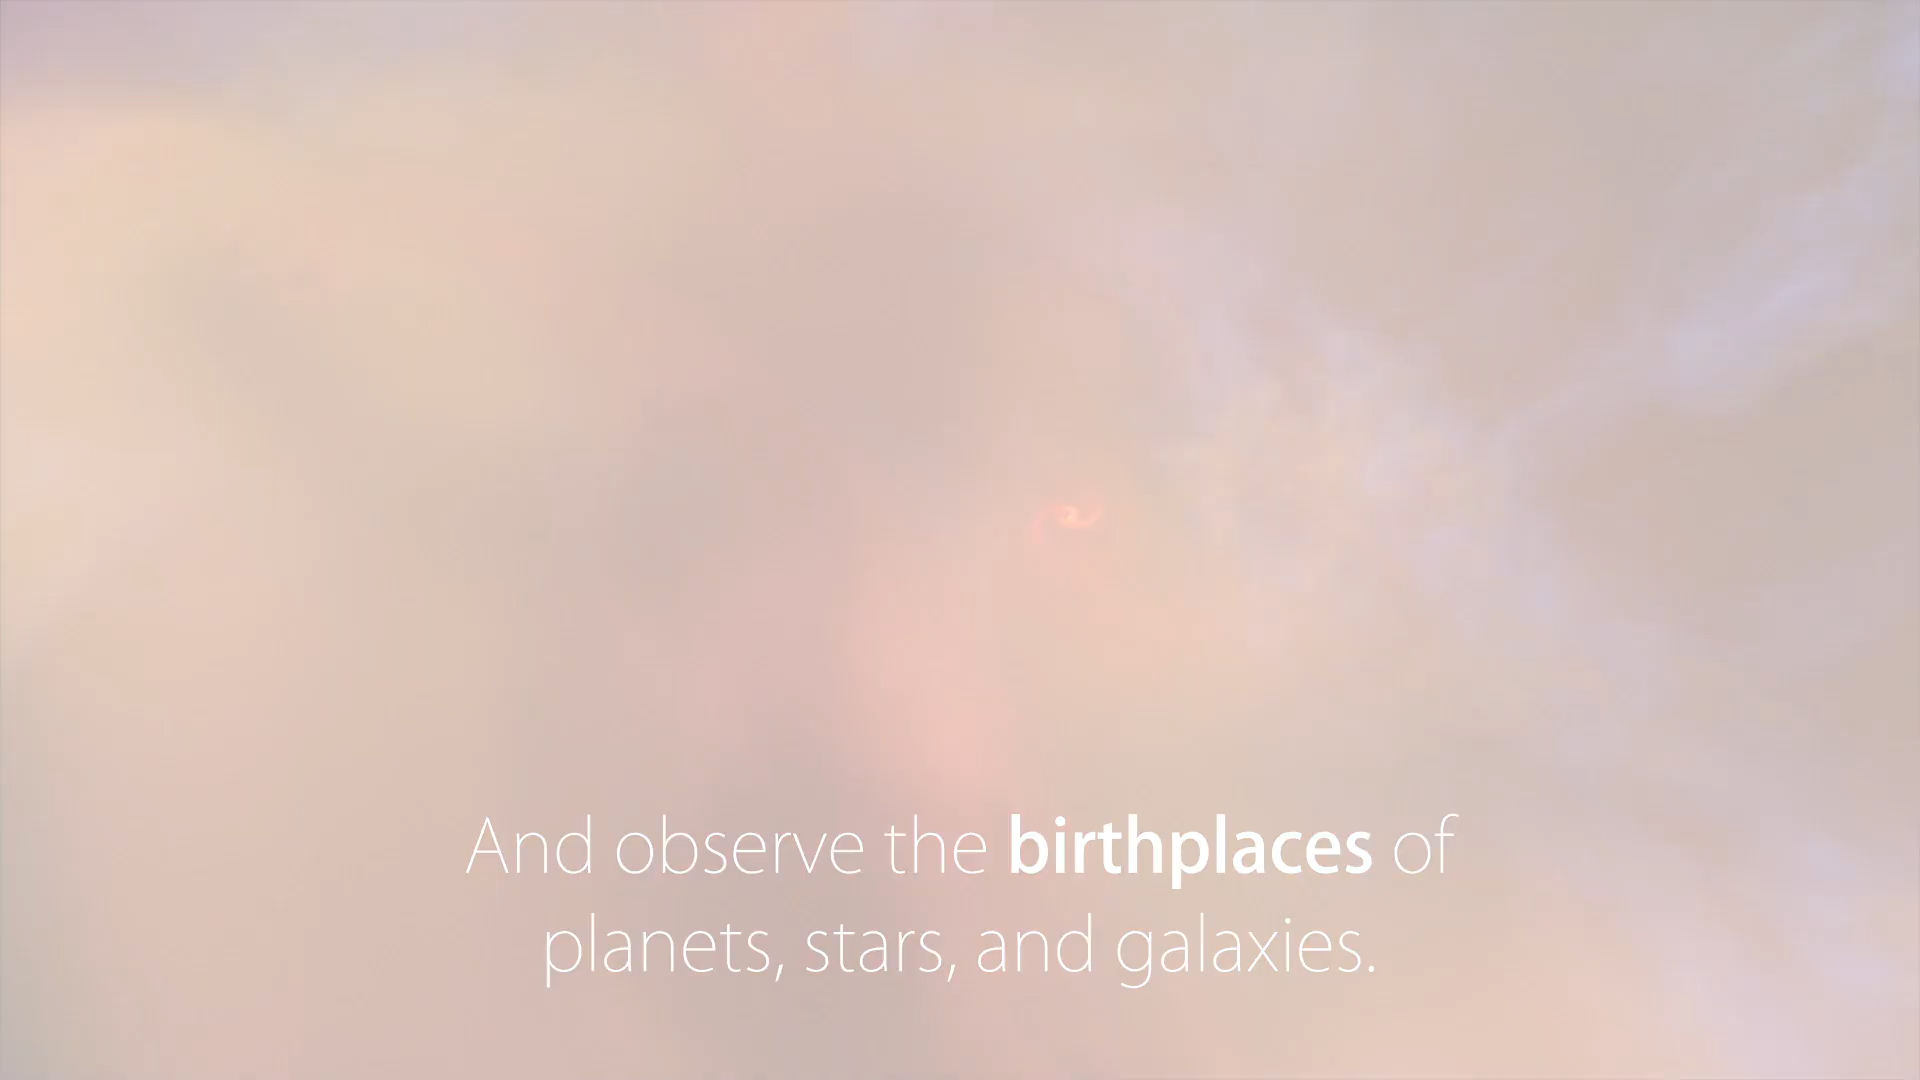 And observe the birthplaces of
planets, stars, and galaxies.